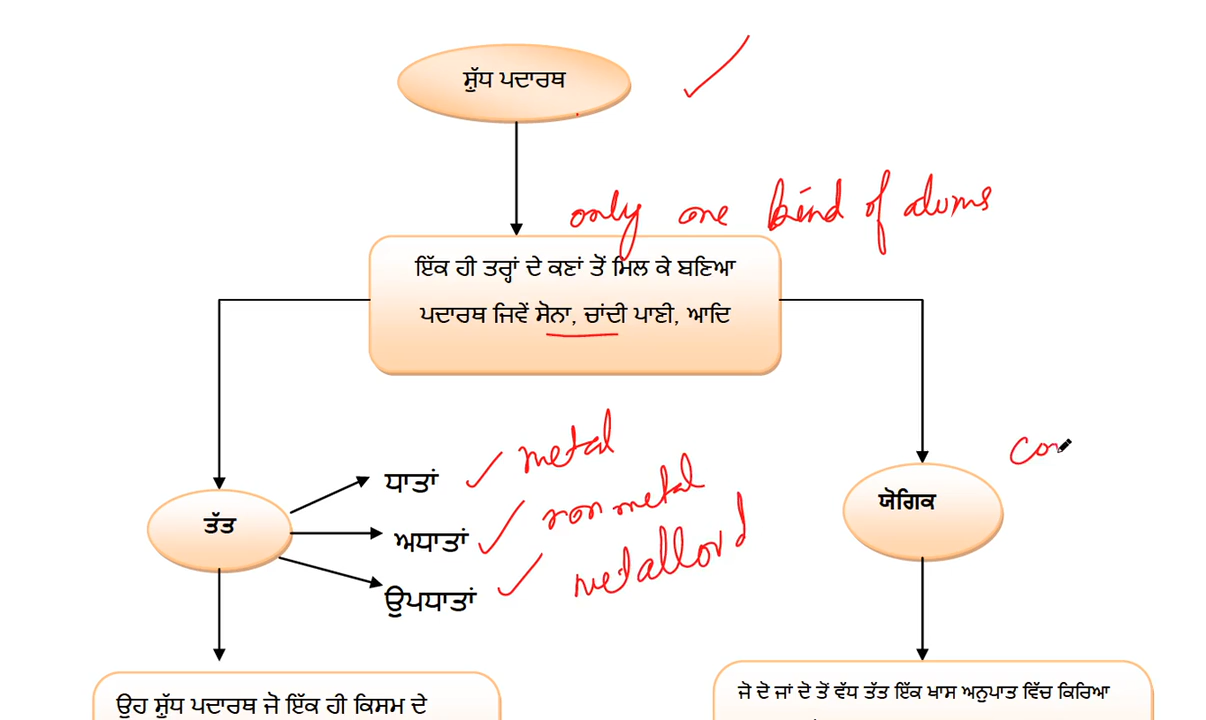 ਸ਼ੁੱਧ ਪਦਾਰਥ
only one kind of atoms
ਇੱਕ ਹੀ ਤਰ੍ਹਾਂ ਦੇ ਕਣਾਂ ਤੋਂ ਮਿਲ ਕੇ ਬਣਿਆ
ਪਦਾਰਥ ਜਿਵੇਂ ਸੋਨਾ, ਚਾਂਦੀ ਪਾਣੀ, ਆਦਿ
ਧਾਤਾਂ metal
ਤੱਤ
ਅਧਾਤਾਂ non metal
ਉਪਧਾਤਾਂ metalloid
con
ਯੋਗਿਕ
ਉਹ ਸ਼ੁੱਧ ਪਦਾਰਥ ਜੋ ਇੱਕ ਹੀ ਕਿਸਮ ਦੇ
ਜੋ ਦੋ ਜਾਂ ਦੋ ਤੋਂ ਵੱਧ ਤੱਤ ਇੱਕ ਖਾਸ ਅਨੁਪਾਤ ਵਿੱਚ ਕਿਰਿਆ